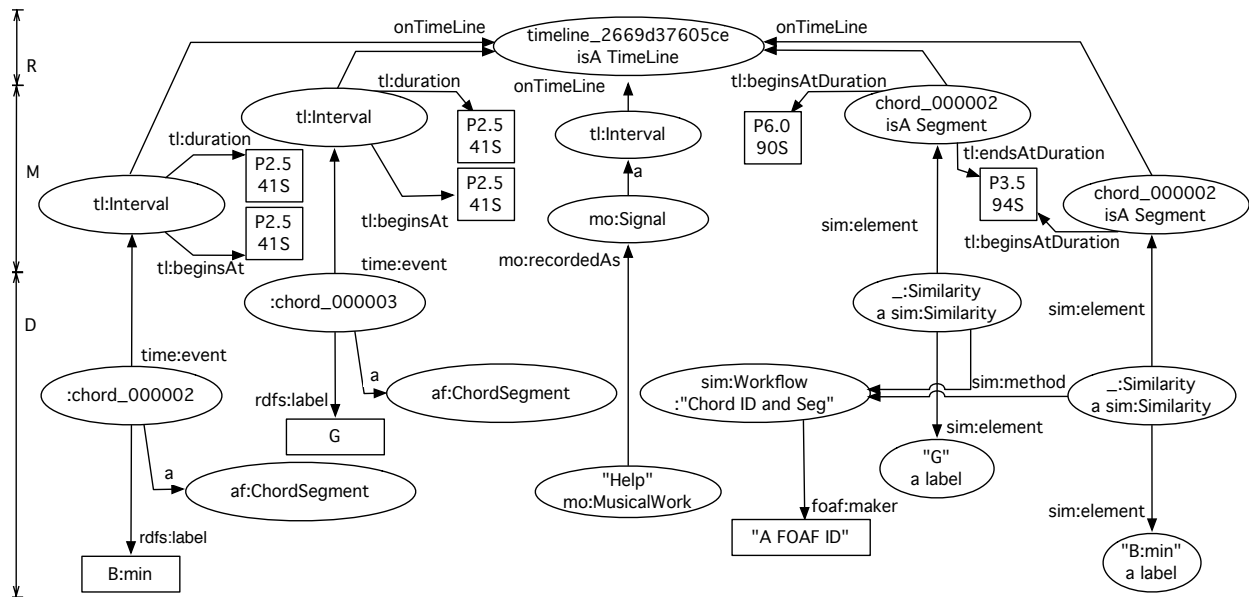 onTimeLine
timeline_2669d37605ce
isA TimeLine
onTimeLine
R
tl:duration
onTimeLine
tl:beginsAtDuration
tl:Interval
P2.5
41S
tl:Interval
P6.0
90S
chord_000002
isA Segment
tl:duration
P2.5
41S
tl:endsAtDuration
M
a
P2.5
41S
P3.5
94S
tl:Interval
chord_000002
isA Segment
P2.5
41S
tl:beginsAt
mo:Signal
sim:element
tl:beginsAtDuration
tl:beginsAt
time:event
mo:recordedAs
:chord_000003
_:Similarity
a sim:Similarity
sim:element
D
time:event
:chord_000002
a
af:ChordSegment
sim:Workflow
:"Chord ID and Seg"
sim:method
_:Similarity
a sim:Similarity
rdfs:label
G
sim:element
a
af:ChordSegment
"Help"
mo:MusicalWork
"G"
a label
foaf:maker
sim:element
rdfs:label
"A FOAF ID"
B:min
"B:min"
a label